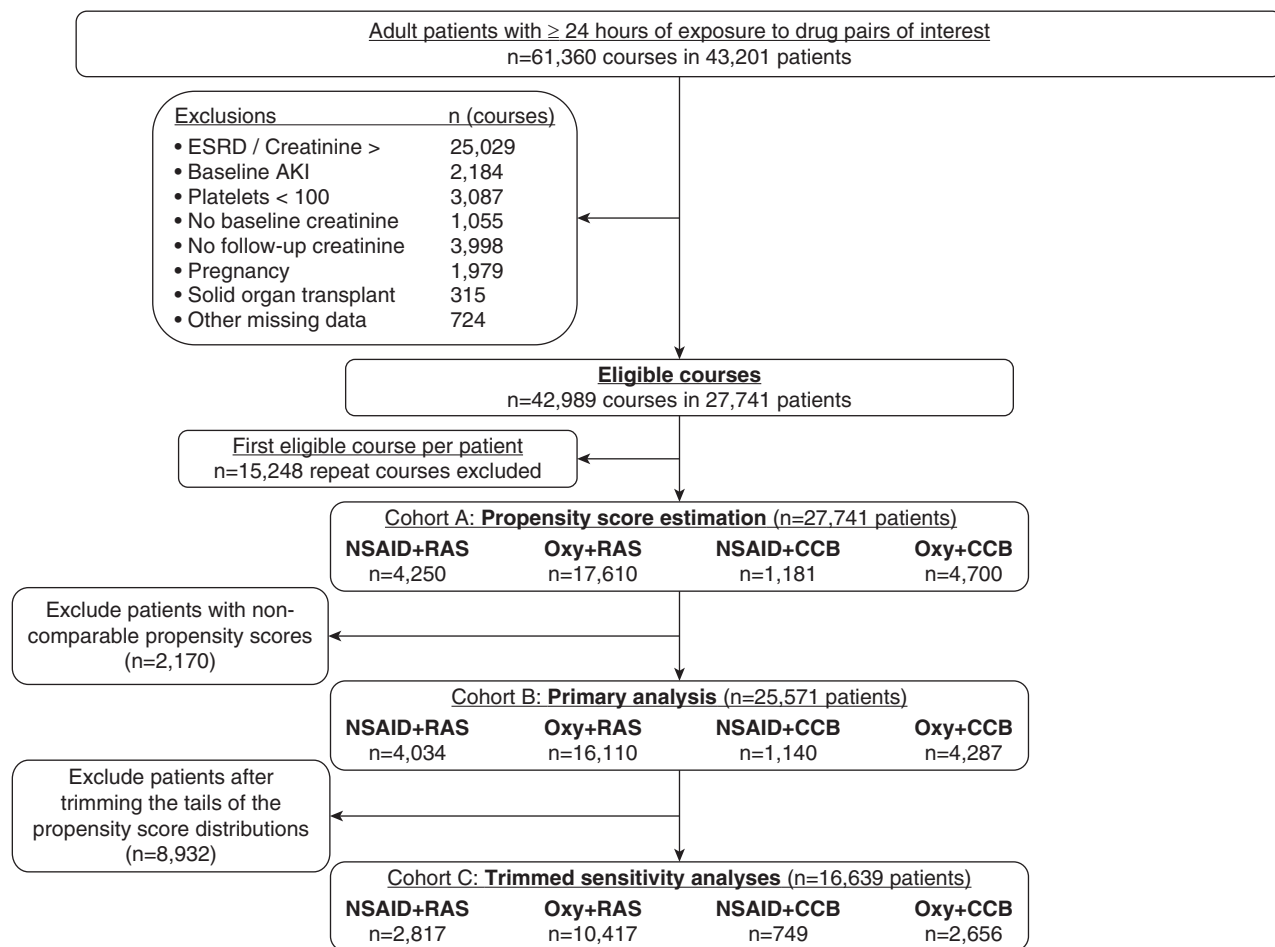 Adult patients with ≥ 24 hours of exposure to drug pairs of interest
n=61,360 courses in 43,201 patients
Exclusions n (courses)
• ESRD / Creatinine > 25,029
• Baseline AKI 2,184
• Platelets < 100 3,087
• No baseline creatinine 1,055
• No follow-up creatinine 3,998
• Pregnancy 1,979
• Solid organ transplant 315
• Other missing data 724
Eligible courses
n=42,989 courses in 27,741 patients
First eligible course per patient
n=15,248 repeat courses excluded
Cohort A: Propensity score estimation (n=27,741 patients)
NSAID+RAS Oxy+RAS NSAID+CCB Oxy+CCB
n=4,250 n=17,610 n=1,181 n=4,700
Exclude patients with non-
comparable propensity scores
(n=2,170)
Cohort B: Primary analysis (n=25,571 patients)
NSAID+RAS Oxy+RAS NSAID+CCB Oxy+CCB
n=4,034 n=16,110 n=1,140 n=4,287
Exclude patients after
trimming the tails of the
propensity score distributions
(n=8,932)
Cohort C: Trimmed sensitivity analyses (n=16,639 patients)
NSAID+RAS Oxy+RAS NSAID+CCB Oxy+CCB
n=2,817 n=10,417 n=749 n=2,656